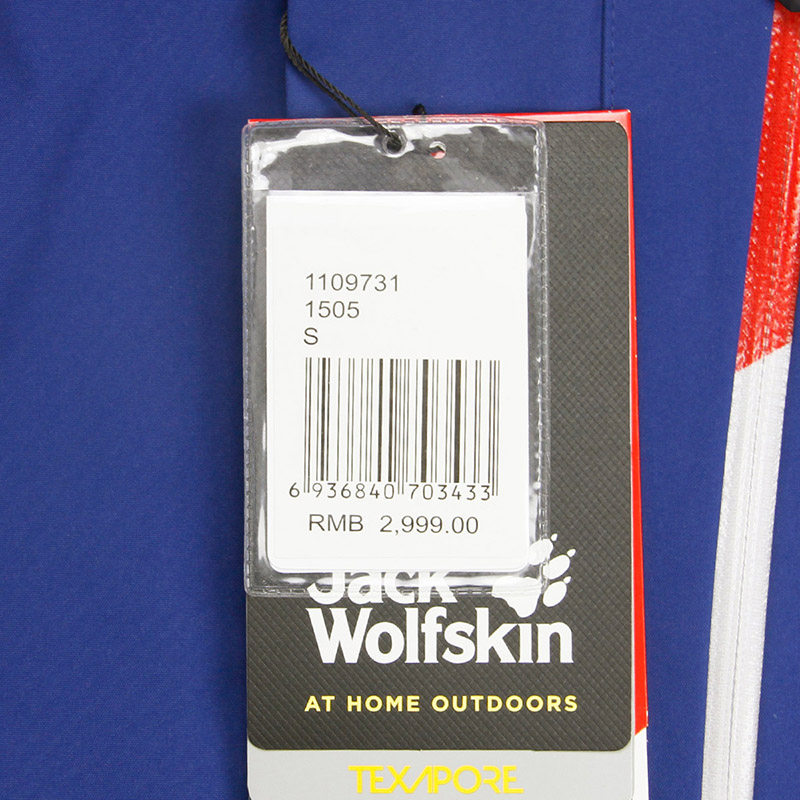 1109731
1505
S
6 936840 703433
RMB 2,999.00
Jack
Wolfskin
AT HOME OUTDOORS
TEXAPORE